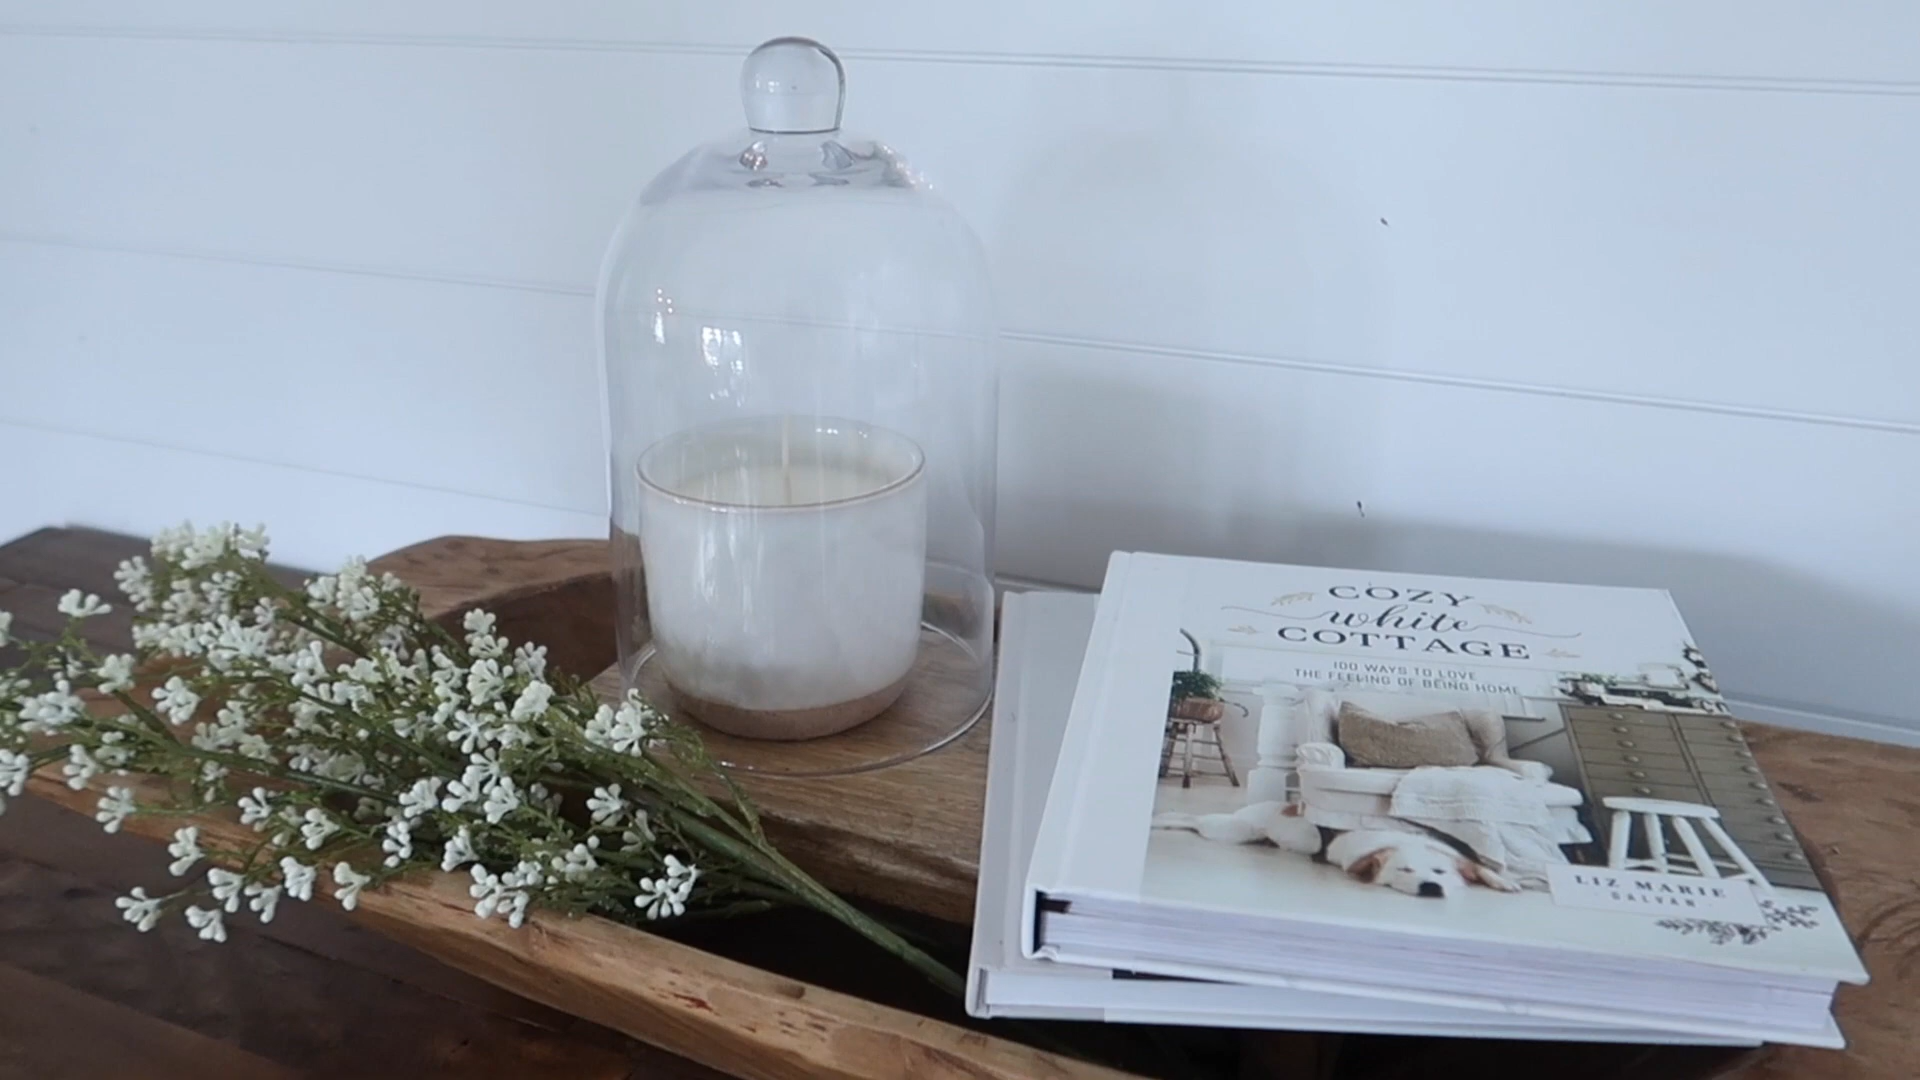 COZY
white
COTTAGE
100 WAYS TO LOVE
THE FEELING OF BEING HOME
LIZ MARIE
GALVAN